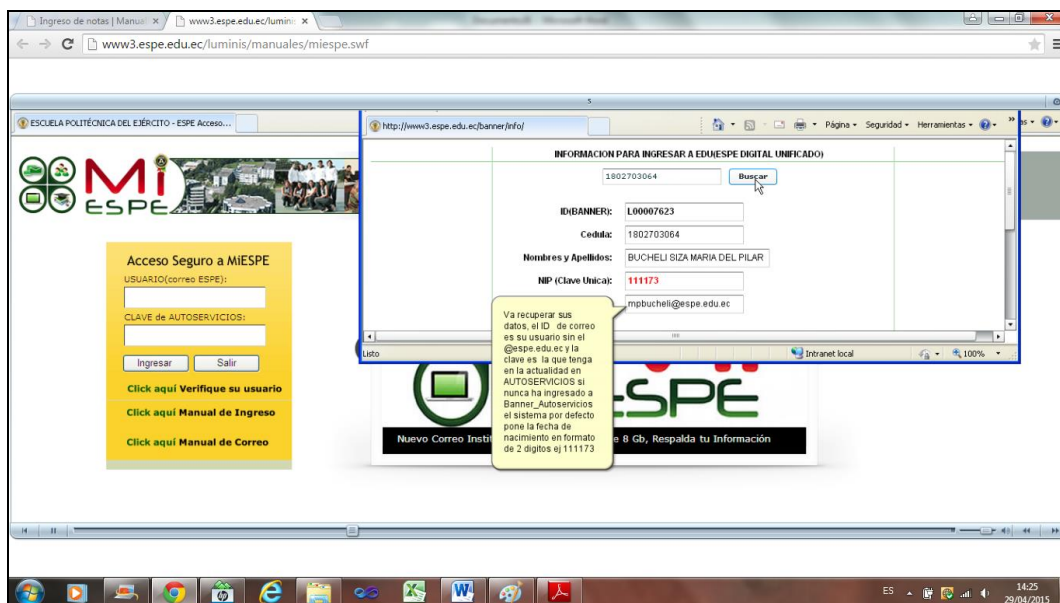 Ingreso de notas | Manual
www3.espe.edu.ec/lumini
www3.espe.edu.ec/luminis/manuales/miespe.swf
ESCUELA POLITÉCNICA DEL EJÉRCITO - ESPE Acceso...
http://www3.espe.edu.ec/banner/info/
Página
Seguridad
Herramientas
INFORMACION PARA INGRESAR A EDU(ESPE DIGITAL UNIFICADO)
1802703064
Buscar
ID(BANNER): L00007623
Cedula: 1802703064
Nombres y Apellidos: BUCHELI SIZA MARIA DEL PILAR
NIP (Clave Unica): 111173
mpbucheli@espe.edu.ec
Listo
Intranet local
100%
Mi
ESPE
Acceso Seguro a MiESPE
USUARIO(correo ESPE):
CLAVE de AUTOSERVICIOS:
Ingresar
Salir
Click aquí Verifique su usuario
Click aquí Manual de Ingreso
Click aquí Manual de Correo
Va recuperar sus
datos, el ID de correo
es su usuario sin el
@espe.edu.ec y la
clave es la que tenga
en la actualidad en
AUTOSERVICIOS si
nunca ha ingresado a
Banner_Autoservicios
el sistema por defecto
pone la fecha de
nacimiento en formato
de 2 digitos ej 111173
ESPE
Nuevo Correo Insti
e 8 Gb, Respalda tu Información
ES
14:25
29/04/2015